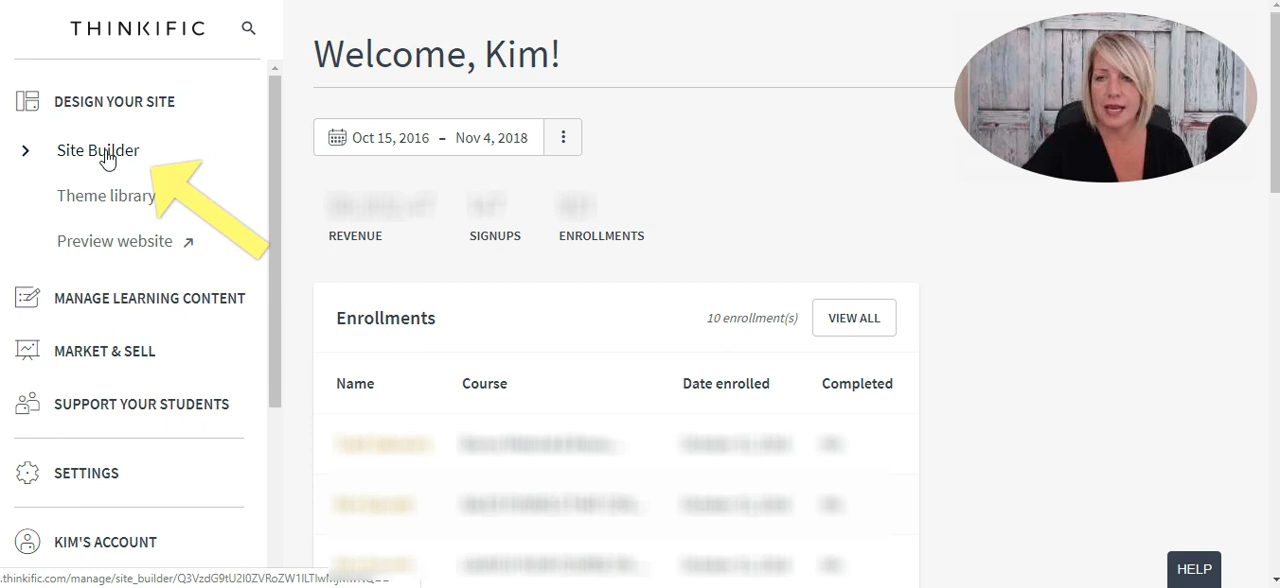 THINKIFIC
DESIGN YOUR SITE
Site Builder
Theme library
Preview website
MANAGE LEARNING CONTENT
MARKET & SELL
SUPPORT YOUR STUDENTS
SETTINGS
KIM'S ACCOUNT
Welcome, Kim!
Oct 15, 2016 - Nov 4, 2018
REVENUE SIGNUPS ENROLLMENTS
Enrollments 10 enrollment(s) VIEW ALL
Name Course Date enrolled Completed
HELP